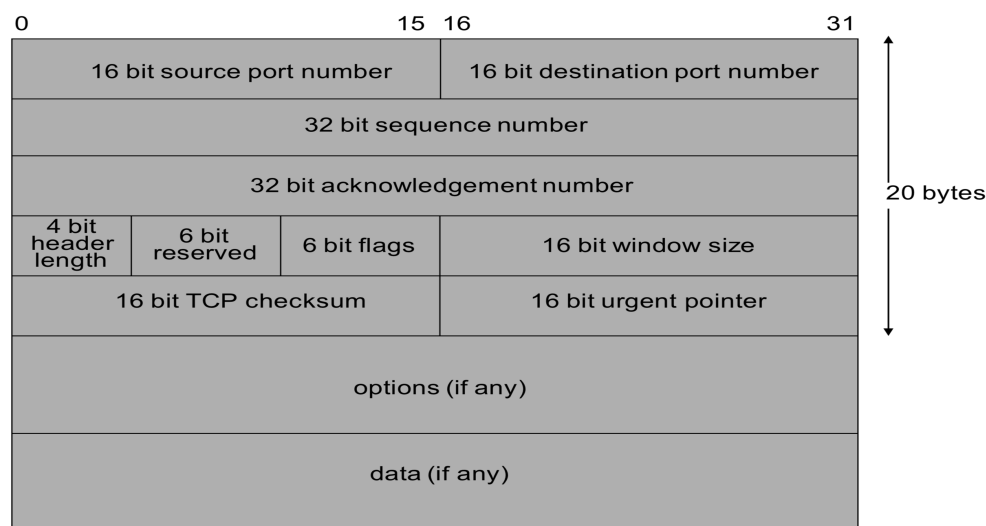 0 15 16 31
16 bit source port number 16 bit destination port number
32 bit sequence number
32 bit acknowledgement number
20 bytes
4 bit
header
length
6 bit
reserved
6 bit flags
16 bit window size
16 bit TCP checksum 16 bit urgent pointer
options (if any)
data (if any)